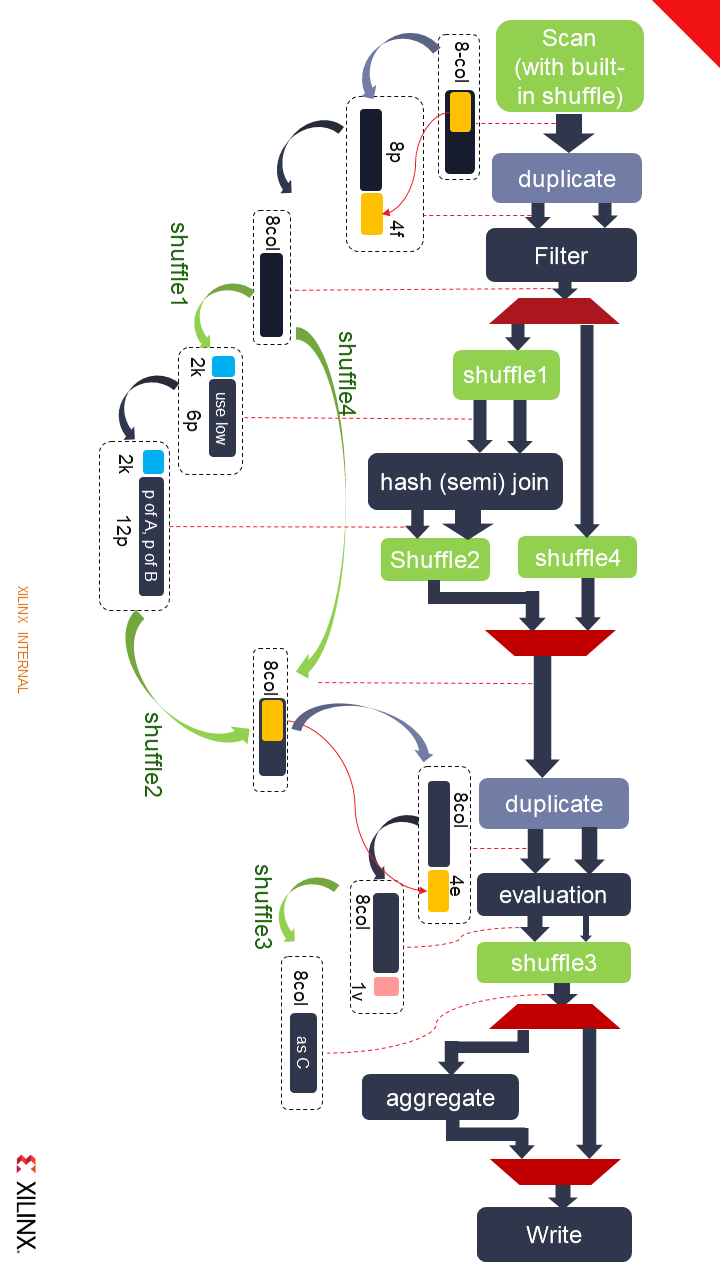 Scan
(with built-
in shuffle)
duplicate
Filter
shuffle1
hash (semi) join
Shuffle2
shuffle4
duplicate
evaluation
shuffle3
aggregate
Write
8-col
8p
4f
8col
shuffle1
shuffle4
2k
use low
6p
2k
p of A, p of B
12p
shuffle2
8col
8col
4e
8col
1v
shuffle3
8col
as C
XILINX INTERNAL
XILINX